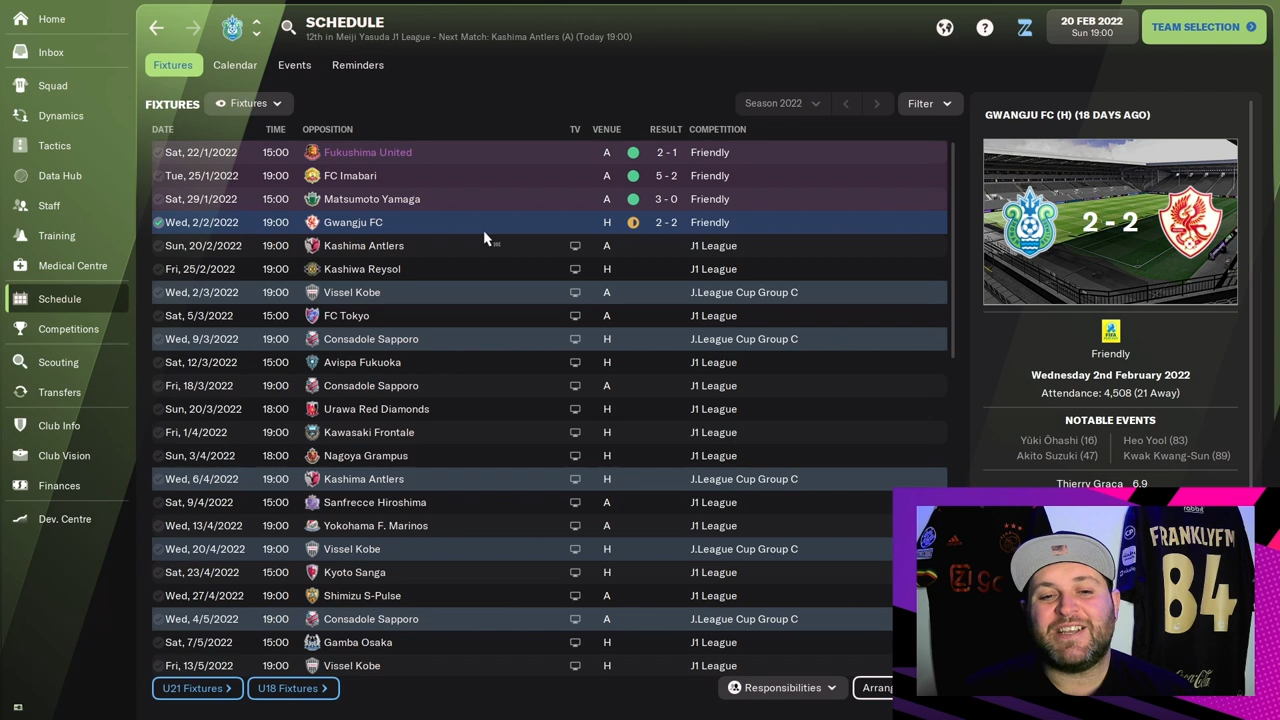 Home
SCHEDULE
12th in Meiji Yasuda J1 League - Next Match: Kashima Antlers (A) (Today 19:00)
20 FEB 2022
Sun 19:00
TEAM SELECTION
Inbox
Squad
Dynamics
Tactics
Data Hub
Staff
Training
Medical Centre
Schedule
Competitions
Scouting
Transfers
Club Info
Club Vision
Finances
Dev. Centre
Fixtures Calendar Events Reminders
FIXTURES Fixtures Season 2022 Filter
DATE TIME OPPOSITION TV VENUE RESULT COMPETITION
Sat, 22/1/2022 15:00 Fukushima United A 2 - 1 Friendly
Tue, 25/1/2022 19:00 FC Imabari A 5 - 2 Friendly
Sat, 29/1/2022 15:00 Matsumoto Yamaga A 3 - 0 Friendly
Wed, 2/2/2022 19:00 Gwangju FC H 2 - 2 Friendly
Sun, 20/2/2022 19:00 Kashima Antlers A J1 League
Fri, 25/2/2022 19:00 Kashiwa Reysol H J1 League
Wed, 2/3/2022 19:00 Vissel Kobe A J.League Cup Group C
Sat, 5/3/2022 15:00 FC Tokyo A J1 League
Wed, 9/3/2022 19:00 Consadole Sapporo H J.League Cup Group C
Sat, 12/3/2022 15:00 Avispa Fukuoka H J1 League
Fri, 18/3/2022 19:00 Consadole Sapporo A J1 League
Sun, 20/3/2022 18:00 Urawa Red Diamonds H J1 League
Fri, 1/4/2022 19:00 Kawasaki Frontale H J1 League
Sun, 3/4/2022 18:00 Nagoya Grampus H J1 League
Wed, 6/4/2022 19:00 Kashima Antlers H J.League Cup Group C
Sat, 9/4/2022 15:00 Sanfrecce Hiroshima A J1 League
Wed, 13/4/2022 19:00 Yokohama F. Marinos A J1 League
Wed, 20/4/2022 19:00 Vissel Kobe H J.League Cup Group C
Sat, 23/4/2022 15:00 Kyoto Sanga H J1 League
Wed, 27/4/2022 19:00 Shimizu S-Pulse A J1 League
Wed, 4/5/2022 19:00 Consadole Sapporo A J.League Cup Group C
Sat, 7/5/2022 15:00 Gamba Osaka H J1 League
Fri, 13/5/2022 19:00 Vissel Kobe H J1 League
U21 Fixtures U18 Fixtures Responsibilities Arrang
GWANGJU FC (H) (18 DAYS AGO)
2 - 2
Friendly
Wednesday 2nd February 2022
Attendance: 4,508 (21 Away)
NOTABLE EVENTS
Yūki Ōhashi (16) Heo Yool (83)
Akito Suzuki (47) Kwak Kwang-Sun (89)
Thierry Graca 6.9
rabbit
FRANKLYFM
84